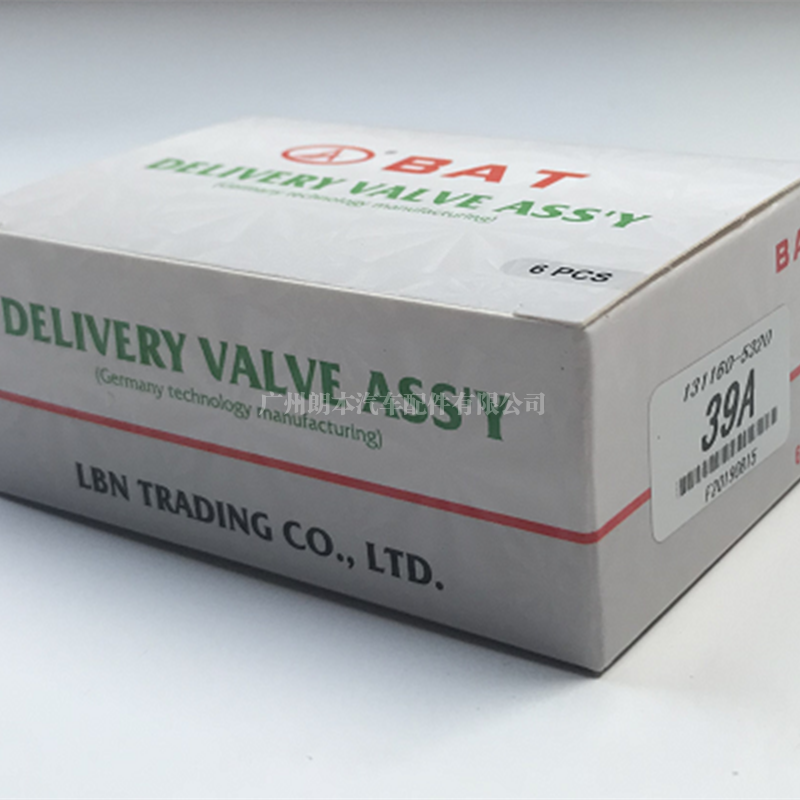 BAT
DELIVERY VALVE ASS'Y
(Germany technology manufacturing)
6 PCS
DELIVERY VALVE ASS'Y
(Germany technology manufacturing)
广州朗本汽车配件有限公司
LBN TRADING CO., LTD.
BA
131160-5320
39A
F20190815